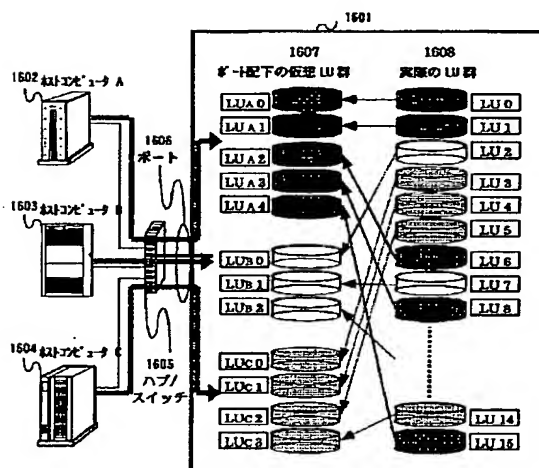 1601
1602
ホストコンピュータ A
1603
ホストコンピュータ B
1604
ホストコンピュータ C
1606
ポート
1605
ハブ/
スイッチ
1607
ポート配下の仮想 LU 群
LUA 0
LUA 1
LUA 2
LUA 3
LUA 4
LUB 0
LUB 1
LUB 2
LUC 0
LUC 1
LUC 2
LUC 3
1608
実際の LU 群
LU 0
LU 1
LU 2
LU 3
LU 4
LU 5
LU 6
LU 7
LU 8
LU 14
LU 15